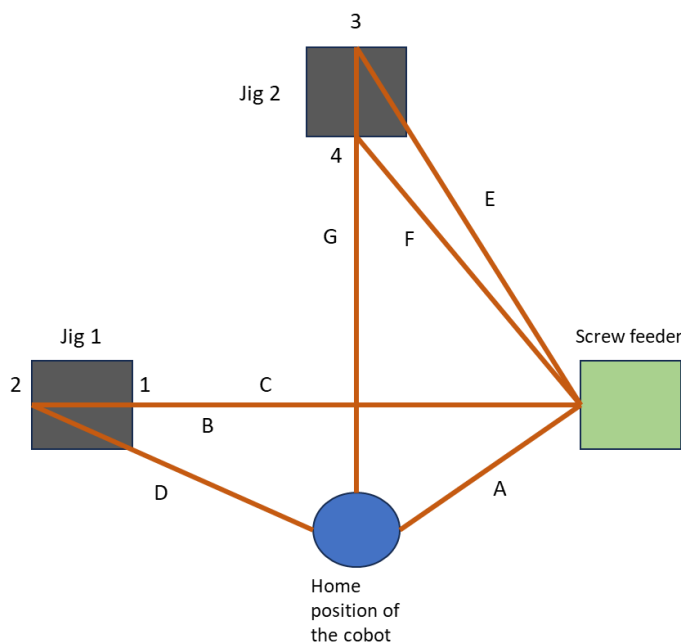 3
Jig 2
4
E
G
F
Jig 1
Screw feeder
2
1
C
B
D
A
Home
position of
the cobot